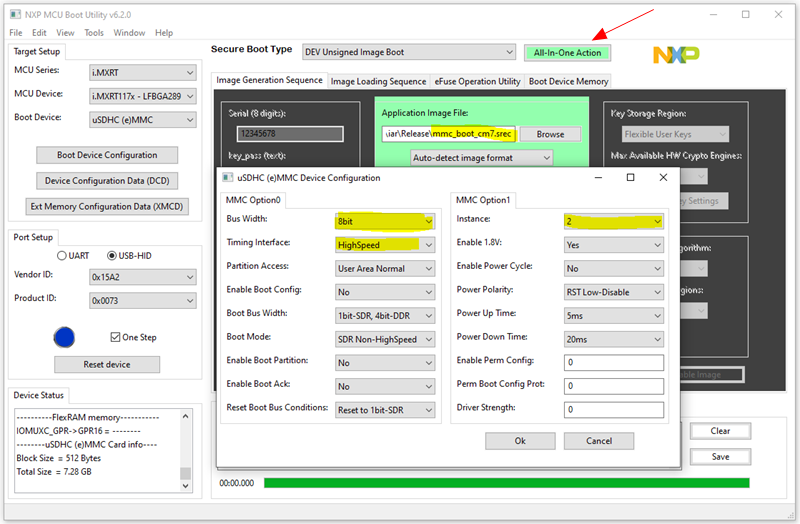 NXP MCU Boot Utility v6.2.0
File Edit View Tools Window Help
Target Setup
MCU Series: i.MXRT
MCU Device: i.MXRT117x - LFBGA289
Boot Device: uSDHC (e)MMC
Boot Device Configuration
Device Configuration Data (DCD)
Ext Memory Configuration Data (XMCD)
Port Setup
UART USB-HID
Vendor ID: 0x15A2
Product ID: 0x0073
One Step
Reset device
Device Status
----------FlexRAM memory-----------
IOMUXC_GPR->GPR16 = --------
--------uSDHC (e)MMC Card info----
Block Size = 512 Bytes
Total Size = 7.28 GB
Secure Boot Type DEV Unsigned Image Boot All-In-One Action NXP
Image Generation Sequence Image Loading Sequence eFuse Operation Utility Boot Device Memory
Serial (8 digits):
12345678
key_pass (text):
Application Image File:
\iar\Release\mmc_boot_cm7.srec Browse
Auto-detect image format
Key Storage Region:
Flexible User Keys
Max Available HW Crypto Engines:
Settings
gorithm:
gions:
ble Image
uSDHC (e)MMC Device Configuration
MMC Option0
Bus Width: 8bit
Timing Interface: HighSpeed
Partition Access: User Area Normal
Enable Boot Config: No
Boot Bus Width: 1bit-SDR, 4bit-DDR
Boot Mode: SDR Non-HighSpeed
Enable Boot Partition: No
Enable Boot Ack: No
Reset Boot Bus Conditions: Reset to 1bit-SDR
MMC Option1
Instance: 2
Enable 1.8V: Yes
Enable Power Cycle: No
Power Polarity: RST Low-Disable
Power Up Time: 5ms
Power Down Time: 20ms
Enable Perm Config: 0
Perm Boot Config Prot: 0
Driver Strength: 0
Ok Cancel
Clear
Save
00:00.000